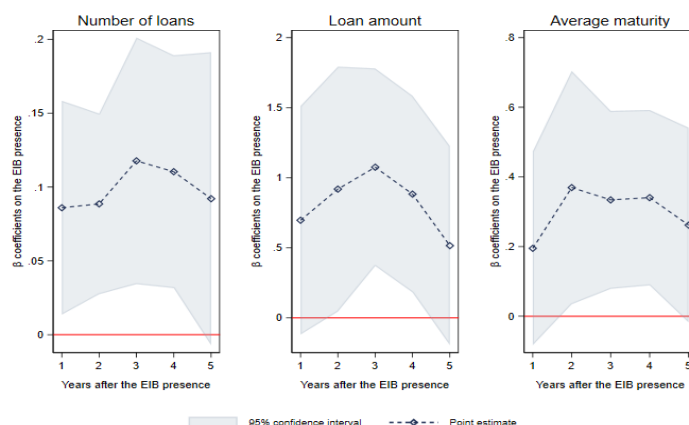 Number of loans
β coefficients on the EIB presence
.2
.15
.1
.05
0
1 2 3 4 5
Years after the EIB presence
Loan amount
β coefficients on the EIB presence
2
1.5
1
.5
0
1 2 3 4 5
Years after the EIB presence
Average maturity
β coefficients on the EIB presence
.8
.6
.4
.2
0
1 2 3 4 5
Years after the EIB presence
95% confidence interval
Point estimate